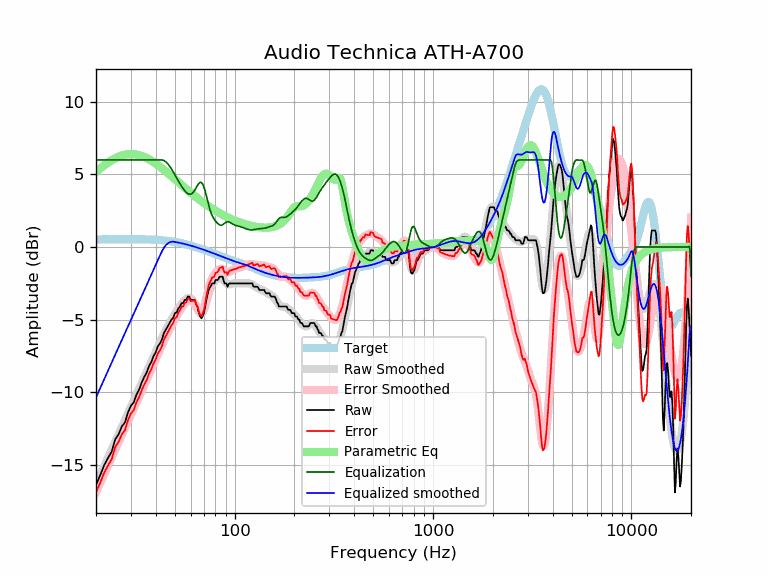 Audio Technica ATH-A700
Amplitude (dBr)
10
5
0
−5
−10
−15
Target
Raw Smoothed
Error Smoothed
Raw
Error
Parametric Eq
Equalization
Equalized smoothed
100
1000
10000
Frequency (Hz)